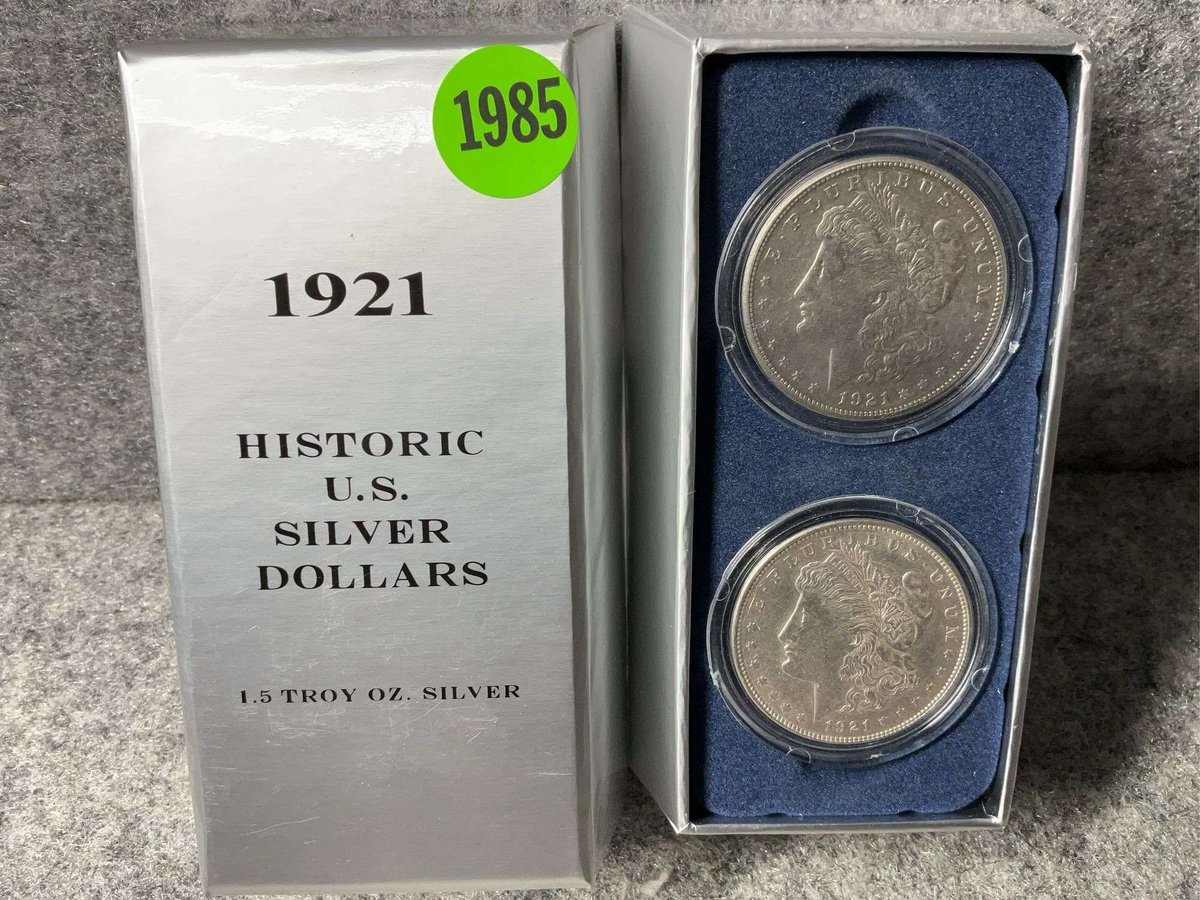 1985
1921
HISTORIC
U.S.
SILVER
DOLLARS
1.5 TROY OZ. SILVER
E·PLURIBUS·UNUM
1921
E·PLURIBUS·UNUM
1921